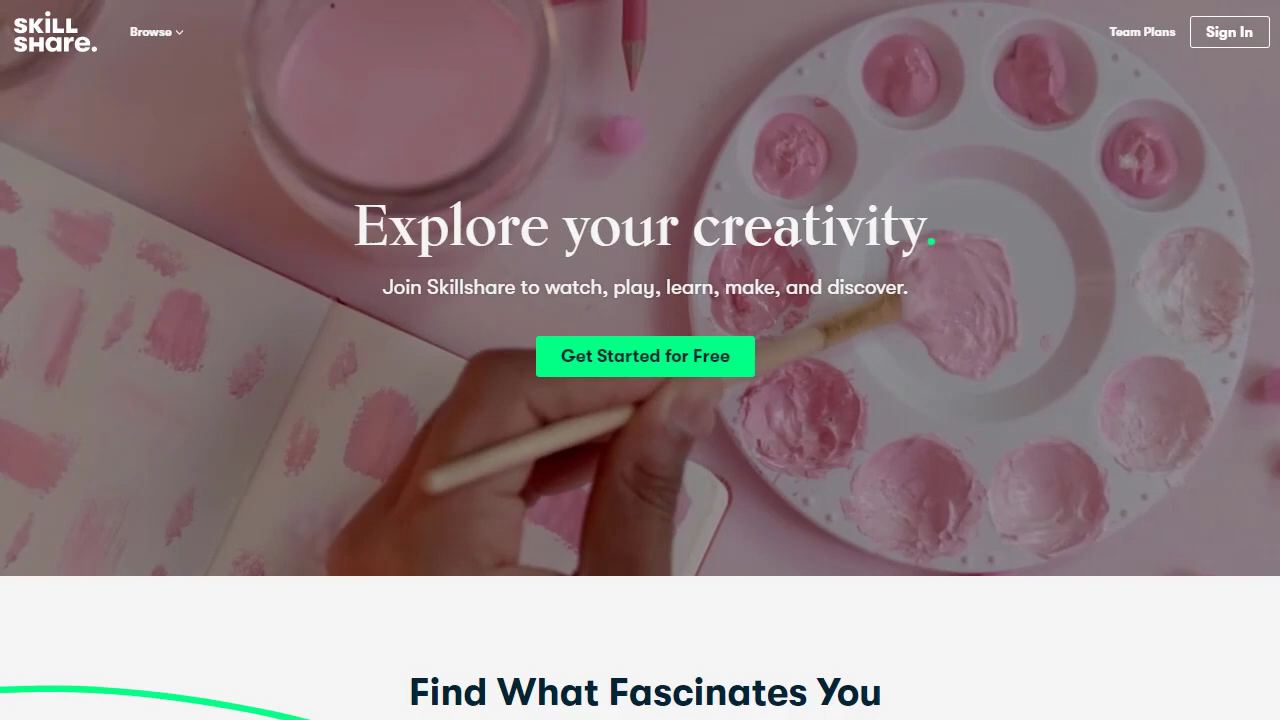 SKiLL
SHare.
Browse
Team Plans
Sign In
Explore your creativity.
Join Skillshare to watch, play, learn, make, and discover.
Get Started for Free
Find What Fascinates You